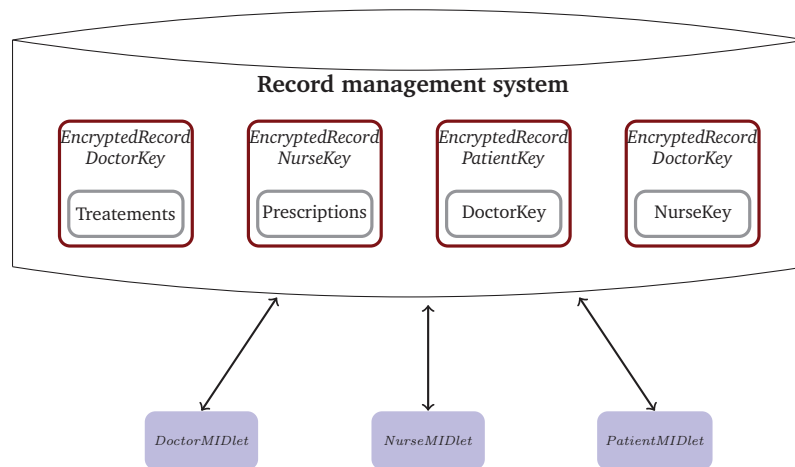 Record management system
EncryptedRecord
DoctorKey
Treatements
EncryptedRecord
NurseKey
Prescriptions
EncryptedRecord
PatientKey
DoctorKey
EncryptedRecord
DoctorKey
NurseKey
DoctorMIDlet
NurseMIDlet
PatientMIDlet